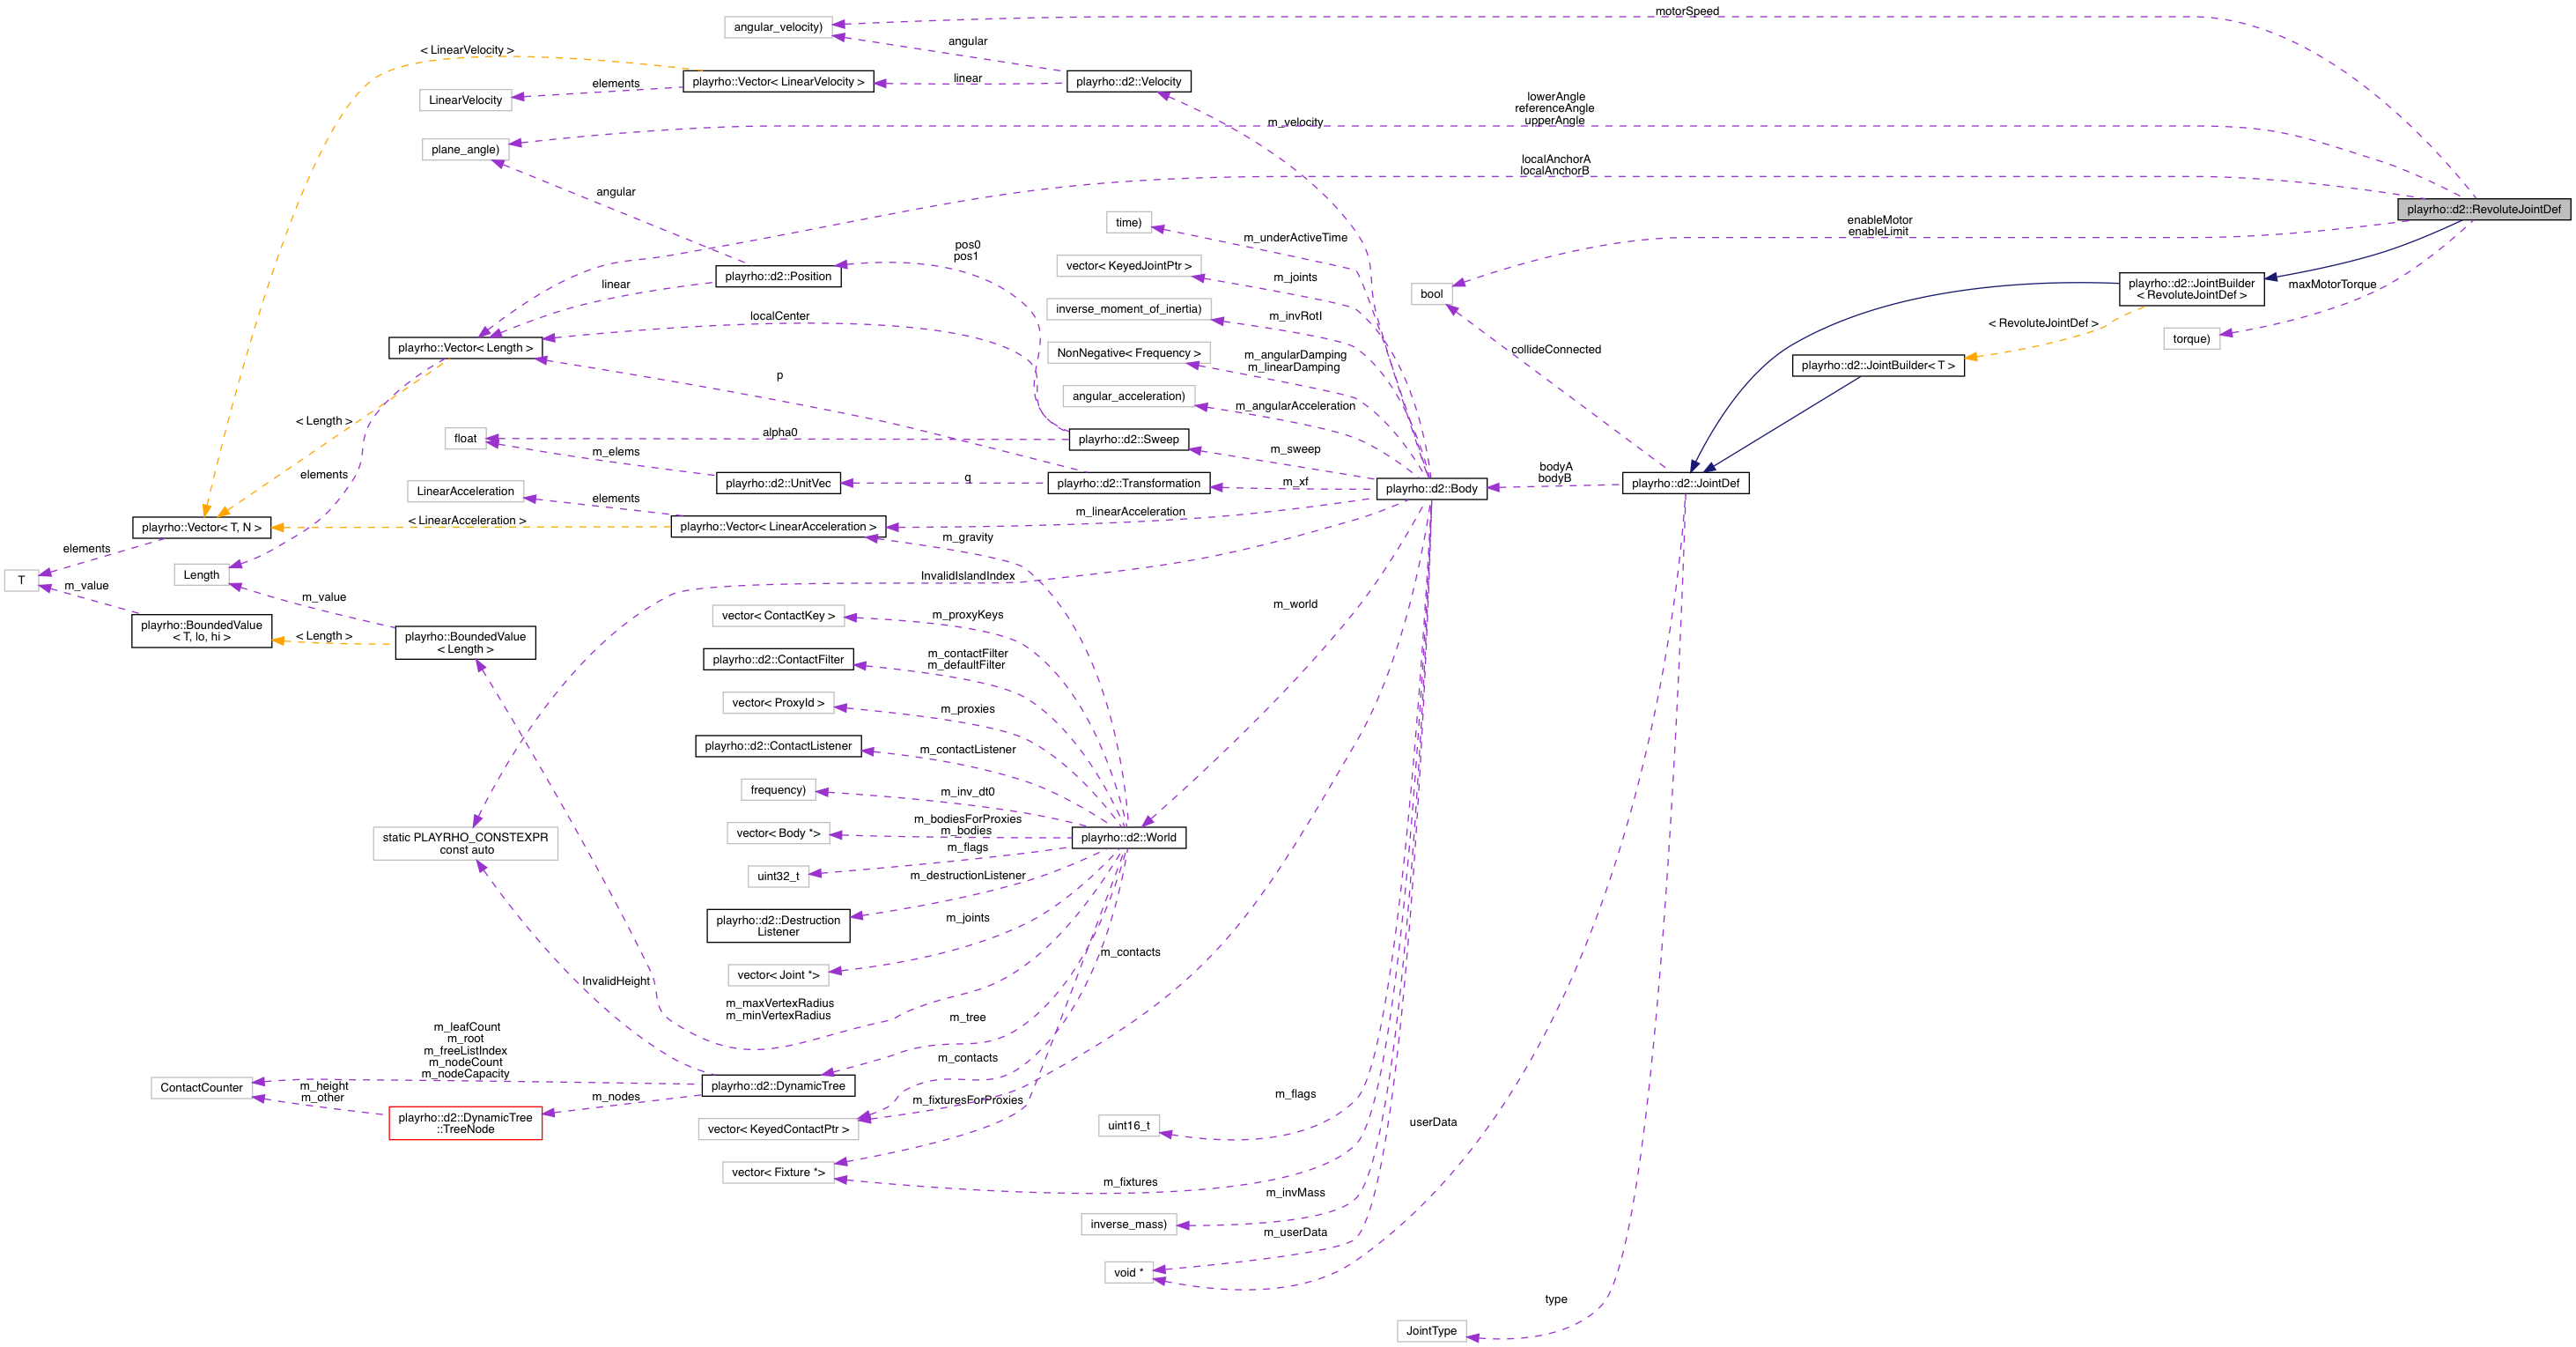 motorSpeed
angular_velocity)
angular
< LinearVelocity >
playrho::Vector< LinearVelocity >
linear
playrho::d2::Velocity
elements
LinearVelocity
lowerAngle
referenceAngle
upperAngle
m_velocity
plane_angle)
localAnchorA
localAnchorB
angular
playrho::d2::RevoluteJointDef
time)
enableMotor
enableLimit
m_underActiveTime
pos0
pos1
vector< KeyedJointPtr >
m_joints
playrho::d2::Position
linear
bool
playrho::d2::JointBuilder
< RevoluteJointDef >
maxMotorTorque
inverse_moment_of_inertia)
m_invRotI
localCenter
< RevoluteJointDef >
torque)
playrho::Vector< Length >
NonNegative< Frequency >
m_angularDamping
m_linearDamping
collideConnected
playrho::d2::JointBuilder< T >
p
angular_acceleration)
m_angularAcceleration
< Length >
float
alpha0
playrho::d2::Sweep
m_elems
m_sweep
elements
playrho::d2::UnitVec
q
playrho::d2::Transformation
m_xf
playrho::d2::Body
bodyA
bodyB
playrho::d2::JointDef
LinearAcceleration
elements
m_linearAcceleration
playrho::Vector< T, N >
< LinearAcceleration >
playrho::Vector< LinearAcceleration >
m_gravity
elements
T
Length
InvalidIslandIndex
m_value
m_value
m_world
vector< ContactKey >
m_proxyKeys
playrho::BoundedValue
< T, lo, hi >
< Length >
playrho::BoundedValue
< Length >
playrho::d2::ContactFilter
m_contactFilter
m_defaultFilter
vector< ProxyId >
m_proxies
playrho::d2::ContactListener
m_contactListener
frequency)
m_inv_dt0
static PLAYRHO_CONSTEXPR
const auto
vector< Body *>
m_bodiesForProxies
m_bodies
playrho::d2::World
m_flags
uint32_t
m_destructionListener
playrho::d2::Destruction
Listener
m_joints
m_contacts
vector< Joint *>
InvalidHeight
m_maxVertexRadius
m_minVertexRadius
m_tree
m_leafCount
m_root
m_freeListIndex
m_nodeCount
m_nodeCapacity
m_contacts
ContactCounter
m_height
m_other
playrho::d2::DynamicTree
m_nodes
playrho::d2::DynamicTree
::TreeNode
m_fixturesForProxies
vector< KeyedContactPtr >
m_flags
uint16_t
userData
vector< Fixture *>
m_fixtures
m_invMass
inverse_mass)
m_userData
void *
type
JointType